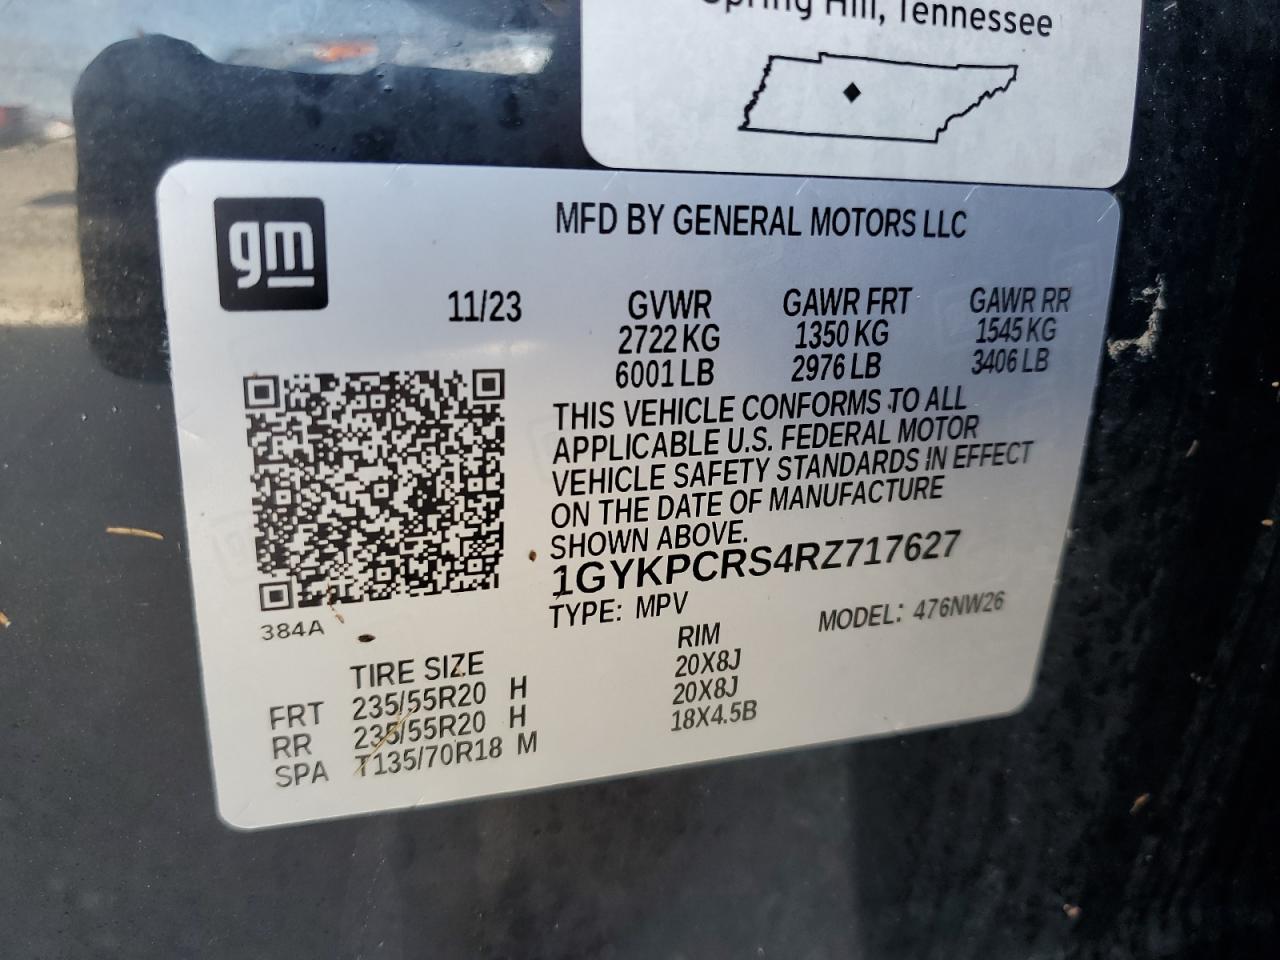 Spring Hill, Tennessee
gm
MFD BY GENERAL MOTORS LLC
11/23
GVWR GAWR FRT GAWR RR
2722 KG 1350 KG 1545 KG
6001 LB 2976 LB 3406 LB
THIS VEHICLE CONFORMS TO ALL
APPLICABLE U.S. FEDERAL MOTOR
VEHICLE SAFETY STANDARDS IN EFFECT
ON THE DATE OF MANUFACTURE
SHOWN ABOVE.
1GYKPCRS4RZ717627
TYPE: MPV MODEL: 476NW26
384A
TIRE SIZE RIM
FRT 235/55R20 H 20X8J
RR 235/55R20 H 20X8J
SPA T135/70R18 M 18X4.5B